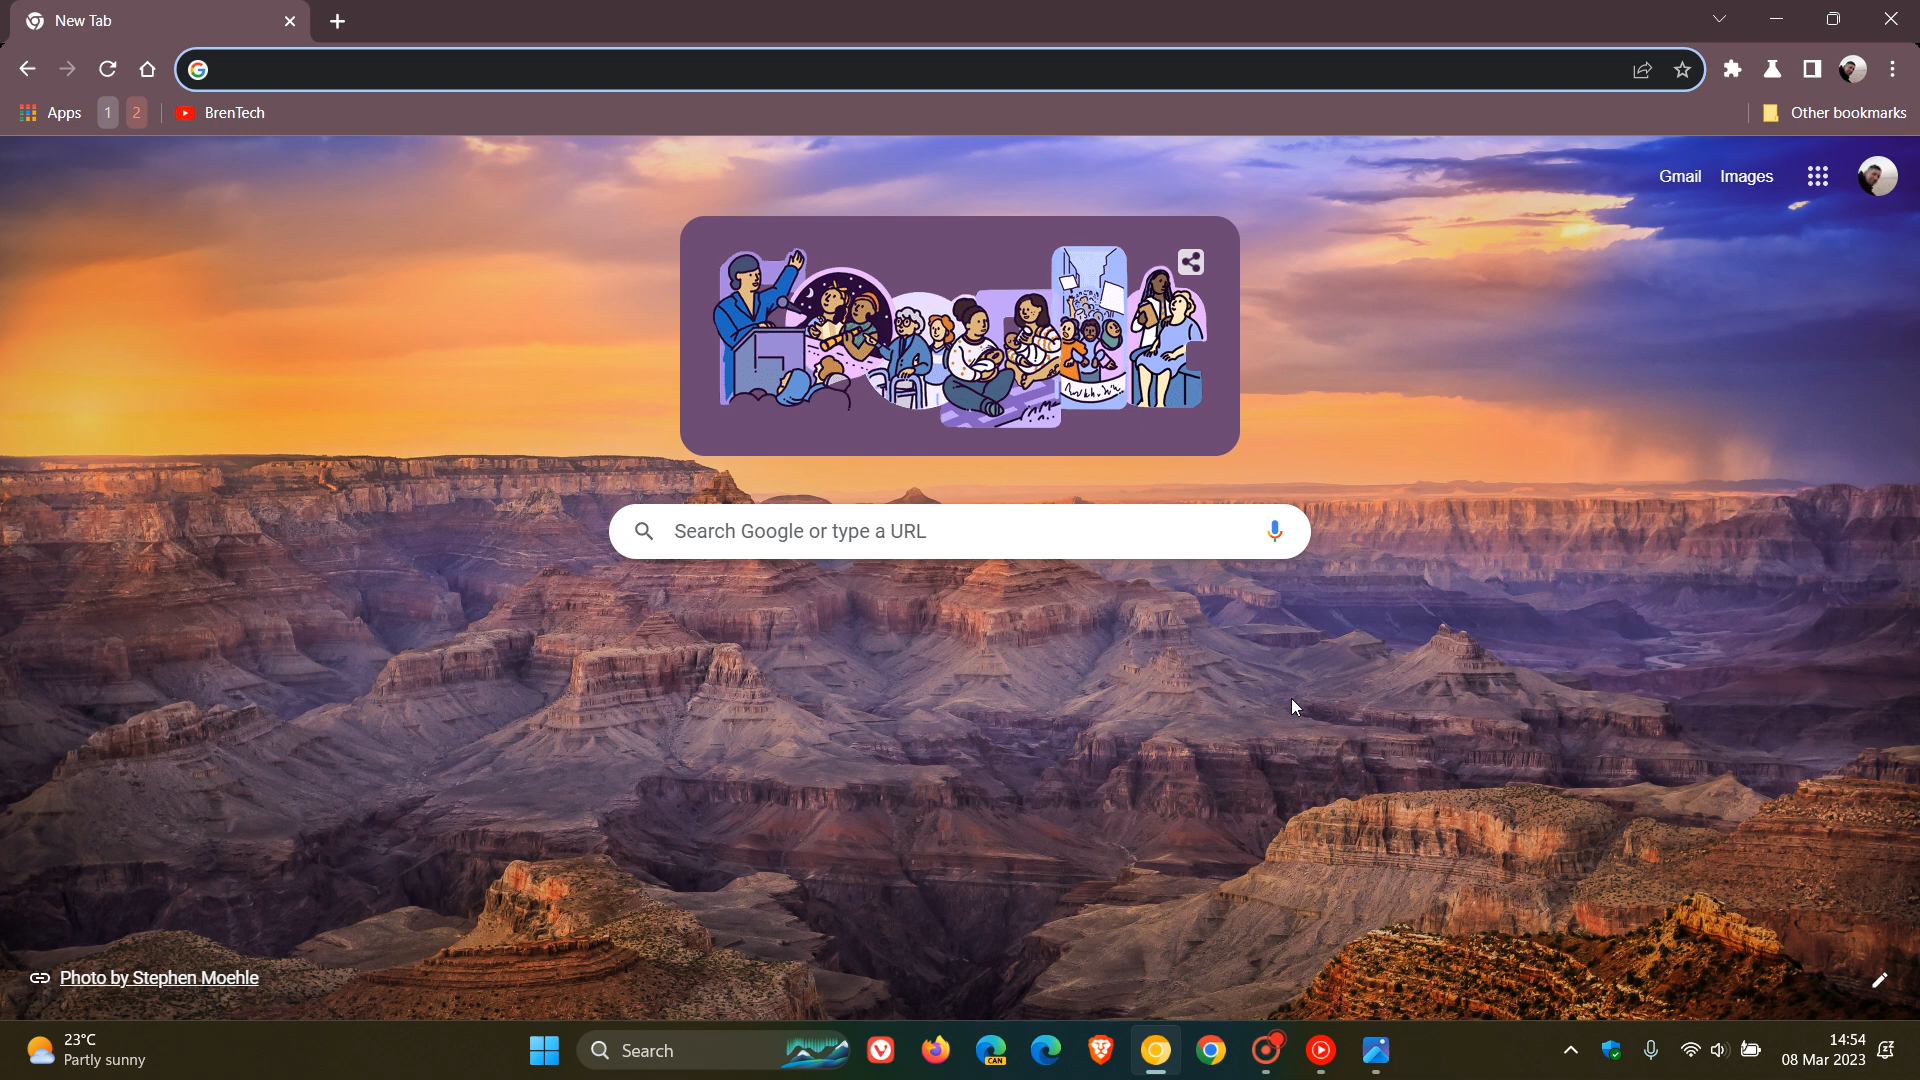 New Tab
Apps 1 2 BrenTech Other bookmarks
Gmail Images
Search Google or type a URL
Photo by Stephen Moehle
23°C
Partly sunny
Search
CAN
14:54
08 Mar 2023